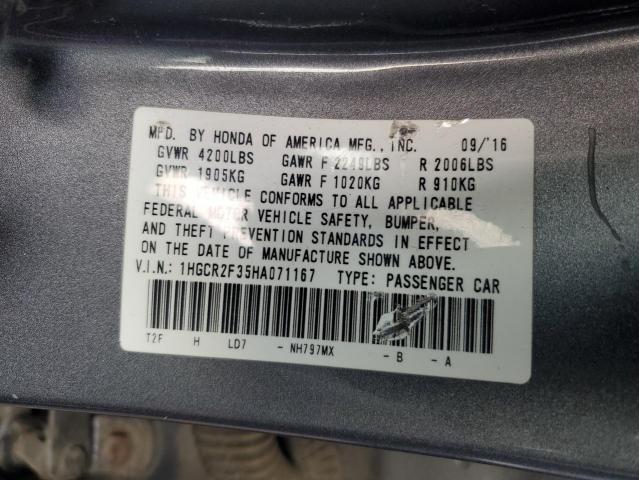 MFD. BY HONDA OF AMERICA MFG., INC. 09/'16
GVWR 4200LBS GAWR F 2249LBS R 2006LBS
GVWR 1905KG GAWR F 1020KG R 910KG
THIS VEHICLE CONFORMS TO ALL APPLICABLE
FEDERAL MOTOR VEHICLE SAFETY, BUMPER,
AND THEFT PREVENTION STANDARDS IN EFFECT
ON THE DATE OF MANUFACTURE SHOWN ABOVE.
V.I.N.: 1HGCR2F35HA071167 TYPE: PASSENGER CAR
T2F H LD7 - NH797MX - B - A